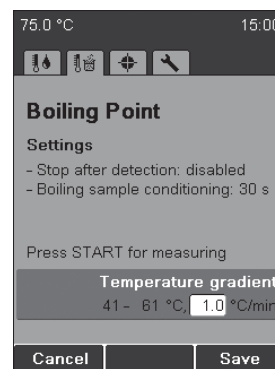 75.0 °C 15:00
Boiling Point
Settings
- Stop after detection: disabled
- Boiling sample conditioning: 30 s
Press START for measuring
Temperature gradient
41 – 61 °C, 1.0 °C/min
Cancel Save